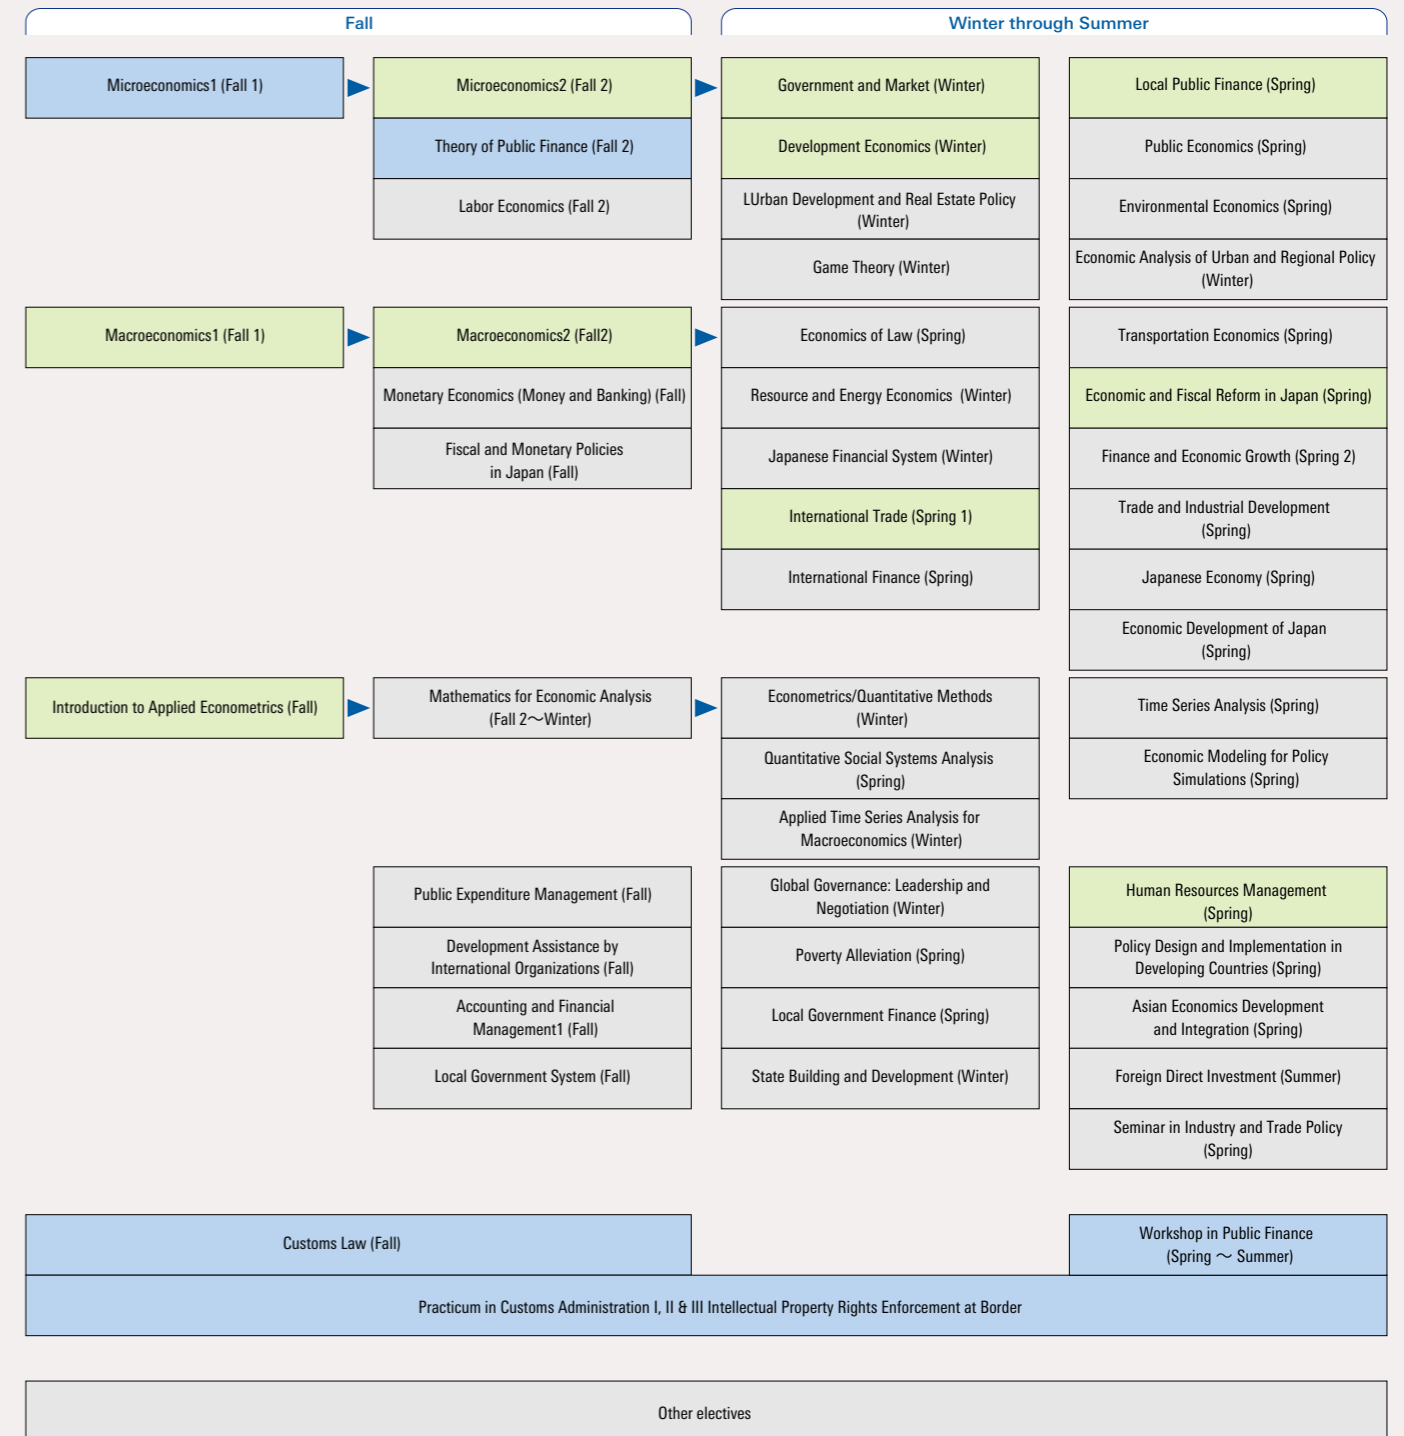 Fall
Winter through Summer
Microeconomics1 (Fall 1)
Microeconomics2 (Fall 2)
Theory of Public Finance (Fall 2)
Labor Economics (Fall 2)
Government and Market (Winter)
Development Economics (Winter)
LUrban Development and Real Estate Policy
(Winter)
Game Theory (Winter)
Local Public Finance (Spring)
Public Economics (Spring)
Environmental Economics (Spring)
Economic Analysis of Urban and Regional Policy
(Winter)
Macroeconomics1 (Fall 1)
Macroeconomics2 (Fall2)
Monetary Economics (Money and Banking) (Fall)
Fiscal and Monetary Policies
in Japan (Fall)
Economics of Law (Spring)
Resource and Energy Economics  (Winter)
Japanese Financial System (Winter)
International Trade (Spring 1)
International Finance (Spring)
Transportation Economics (Spring)
Economic and Fiscal Reform in Japan (Spring)
Finance and Economic Growth (Spring 2)
Trade and Industrial Development
(Spring)
Japanese Economy (Spring)
Economic Development of Japan
(Spring)
Introduction to Applied Econometrics (Fall)
Mathematics for Economic Analysis
(Fall 2〜Winter)
Econometrics/Quantitative Methods
(Winter)
Quantitative Social Systems Analysis
(Spring)
Applied Time Series Analysis for
Macroeconomics (Winter)
Time Series Analysis (Spring)
Economic Modeling for Policy
Simulations (Spring)
Public Expenditure Management (Fall)
Development Assistance by
International Organizations (Fall)
Accounting and Financial
Management1 (Fall)
Local Government System (Fall)
Global Governance: Leadership and
Negotiation (Winter)
Poverty Alleviation (Spring)
Local Government Finance (Spring)
State Building and Development (Winter)
Human Resources Management
(Spring)
Policy Design and Implementation in
Developing Countries (Spring)
Asian Economics Development
and Integration (Spring)
Foreign Direct Investment (Summer)
Seminar in Industry and Trade Policy
(Spring)
Customs Law (Fall)
Workshop in Public Finance
(Spring 〜 Summer)
Practicum in Customs Administration I, II & III Intellectual Property Rights Enforcement at Border
Other electives